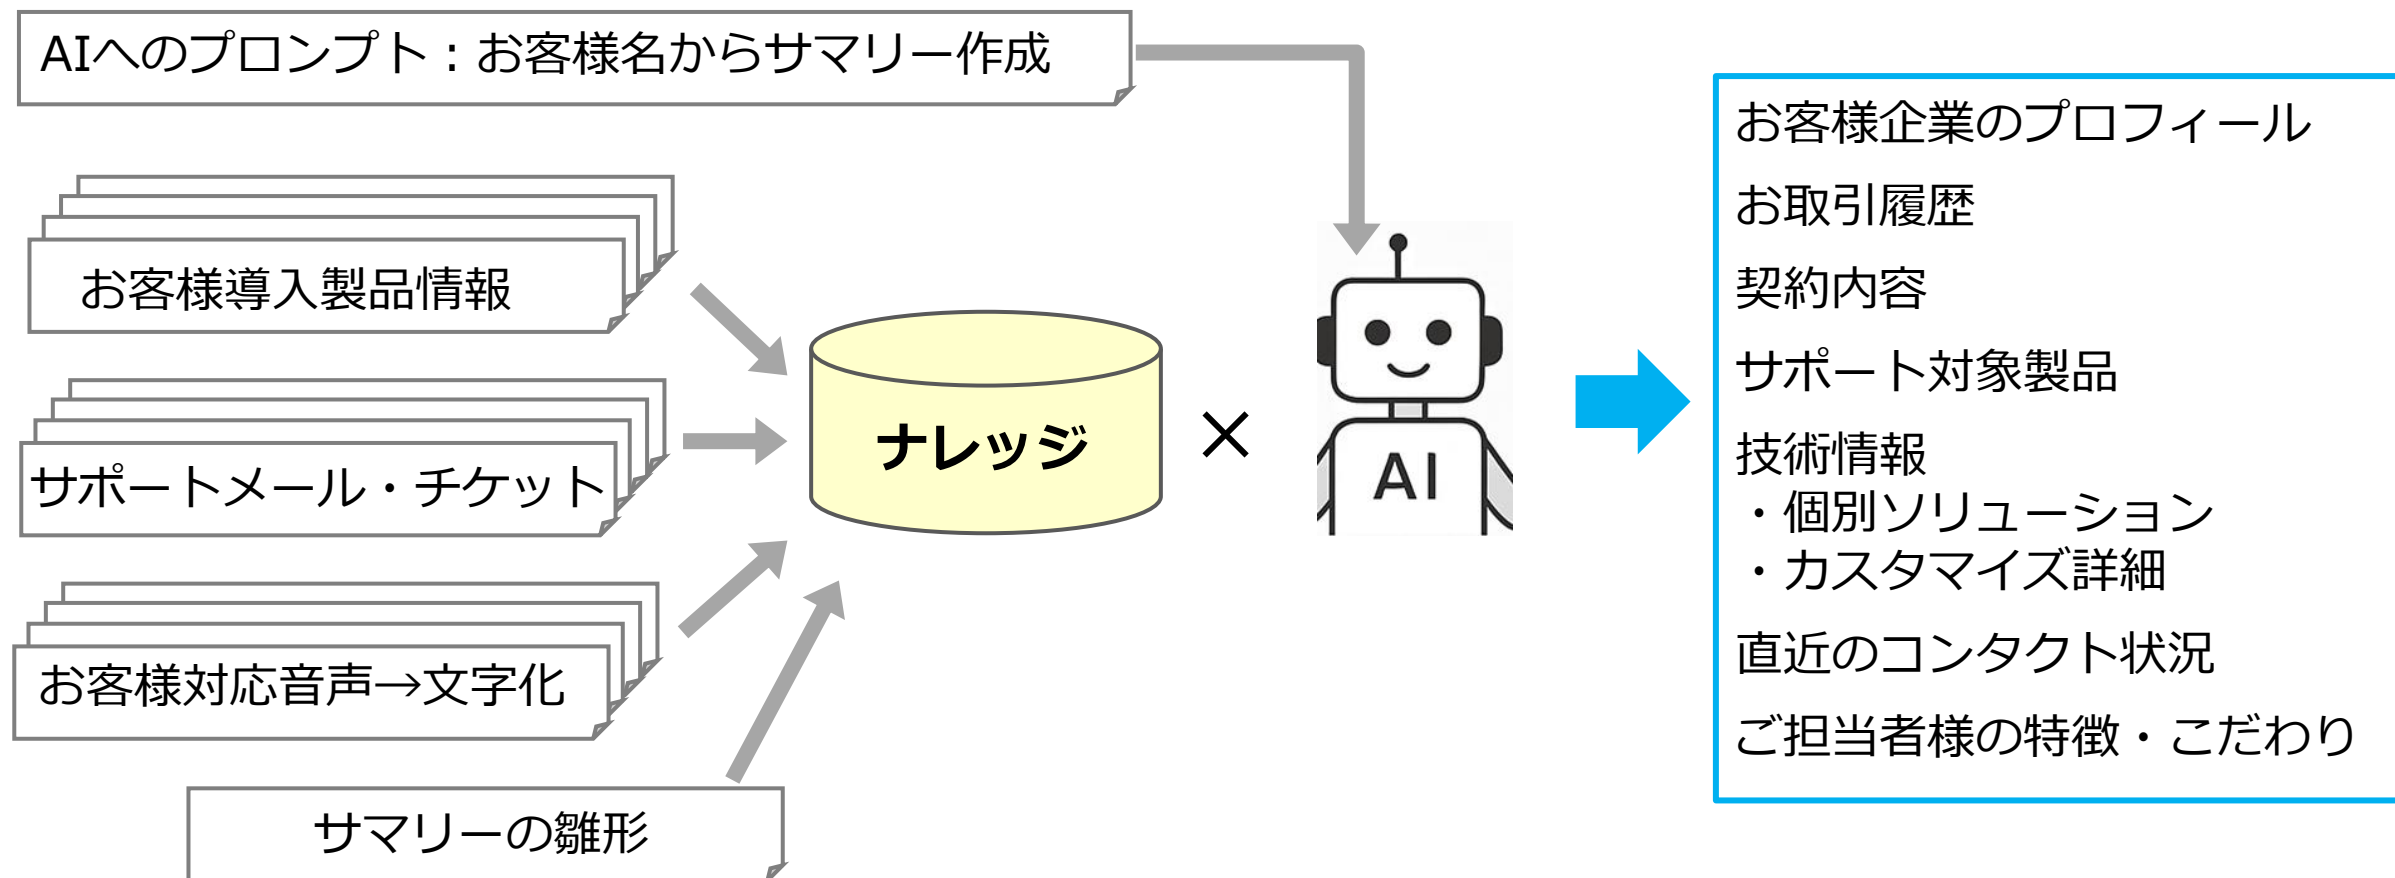 AIへのプロンプト：お客様名からサマリー作成
お客様導入製品情報
サポートメール・チケット
お客様対応音声→文字化
サマリーの雛形
ナレッジ
×
AI
お客様企業のプロフィール
お取引履歴
契約内容
サポート対象製品
技術情報
・個別ソリューション
・カスタマイズ詳細
直近のコンタクト状況
ご担当者様の特徴・こだわり